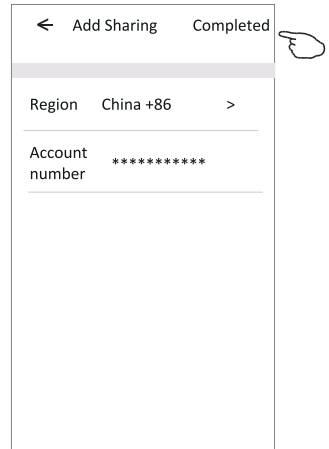 ← Add Sharing Completed
Region China +86 >
Account
number ***********